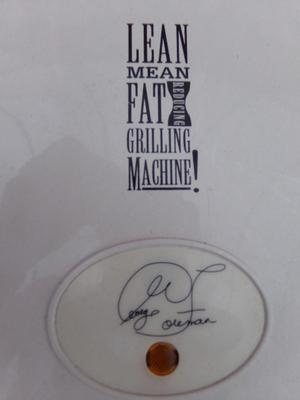 LEAN
MEAN
FAT REDUCING
GRILLING
MACHINE!
George Foreman